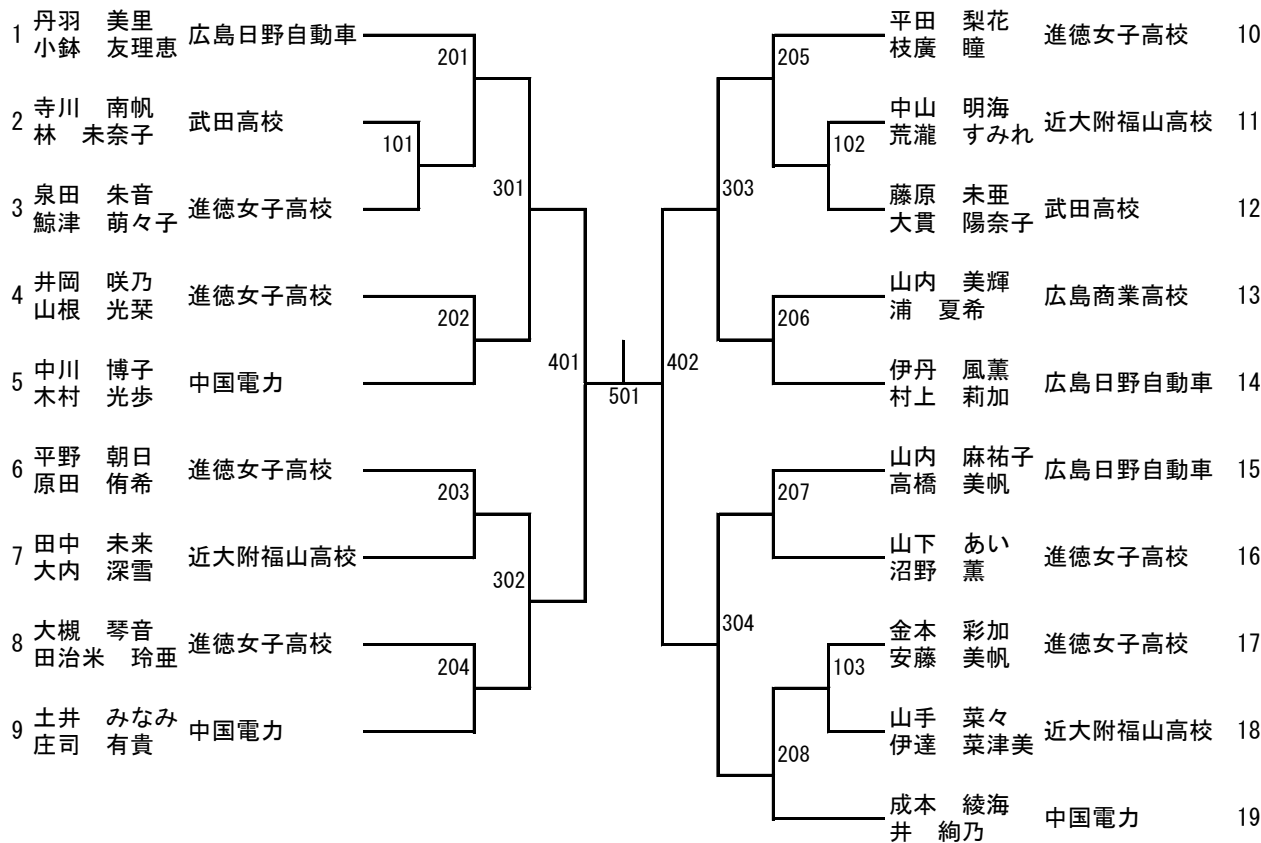 1 丹羽　美里 広島日野自動車
小鉢　友理恵
201
2 寺川　南帆 武田高校
林　未奈子
101
3 泉田　朱音 進徳女子高校
鯨津　萌々子
301
4 井岡　咲乃 進徳女子高校
山根　光栞
202
5 中川　博子 中国電力
木村　光歩
401
6 平野　朝日 進徳女子高校
原田　侑希
203
7 田中　未来 近大附福山高校
大内　深雪
302
8 大槻　琴音 進徳女子高校
田治米　玲亜
204
9 土井　みなみ 中国電力
庄司　有貴
501
平田　梨花 進徳女子高校 10
枝廣　瞳
205
中山　明海 近大附福山高校 11
荒瀧　すみれ
102
303
藤原　未亜 武田高校 12
大貫　陽奈子
山内　美輝 広島商業高校 13
浦　夏希
206
402
伊丹　風薫 広島日野自動車 14
村上　莉加
山内　麻祐子 広島日野自動車 15
高橋　美帆
207
山下　あい 進徳女子高校 16
沼野　薫
304
金本　彩加 進徳女子高校 17
安藤　美帆
103
山手　菜々 近大附福山高校 18
伊達　菜津美
208
成本　綾海 中国電力 19
井　絢乃